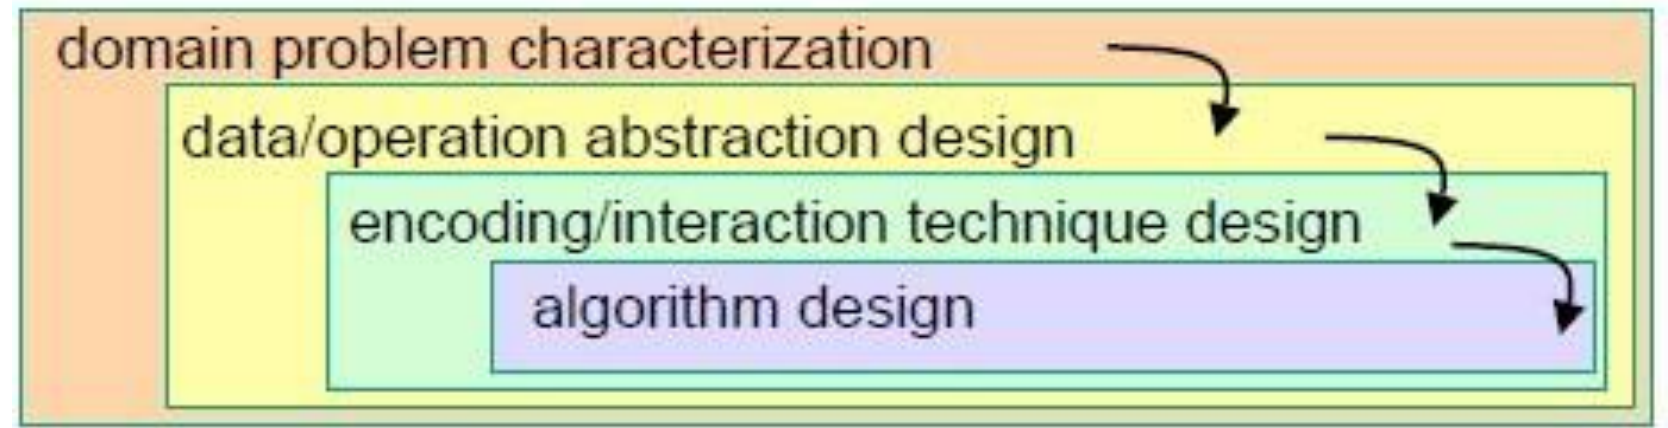 domain problem characterization
data/operation abstraction design
encoding/interaction technique design
algorithm design